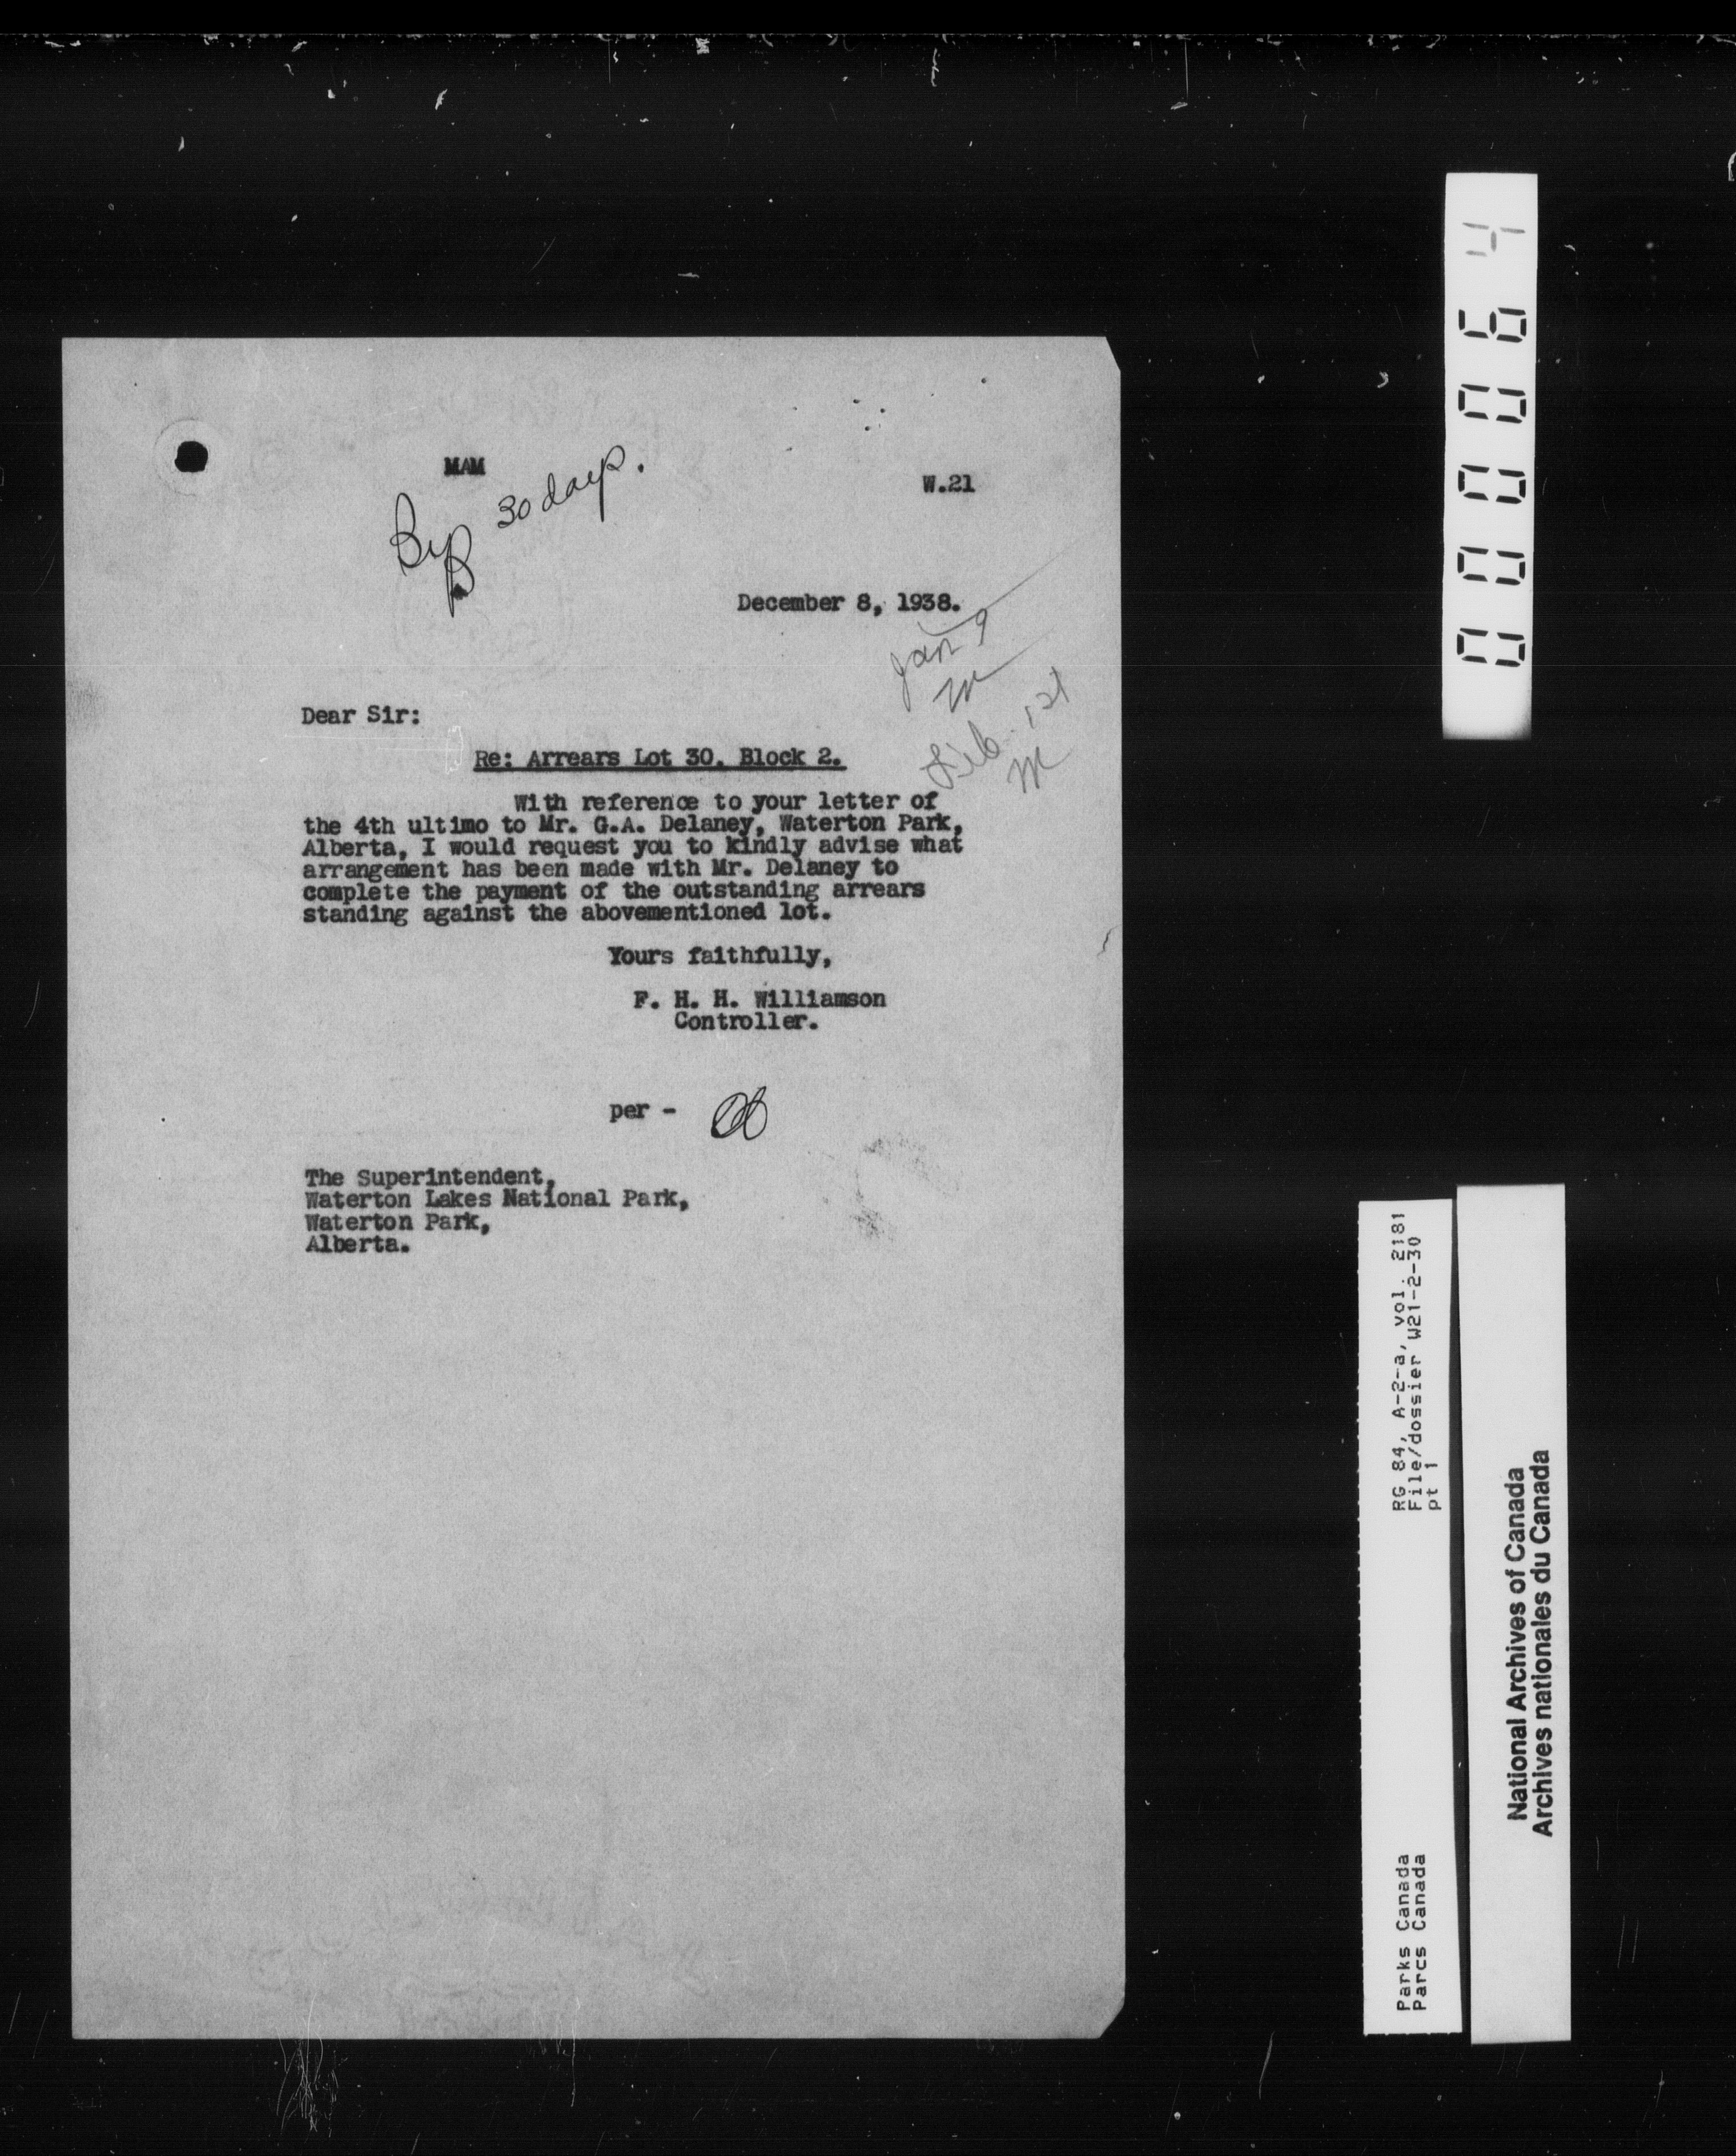 MAM
W.21
30 days.
December 8, 1938.
Jan 9
M
Feb. 1st
M
Dear Sir:
Re: Arrears Lot 30. Block 2.
With reference to your letter of
the 4th ultimo to Mr. G.A. Delaney, Waterton Park,
Alberta, I would request you to kindly advise what
arrangement has been made with Mr. Delaney to
complete the payment of the outstanding arrears
standing against the abovementioned lot.
Yours faithfully,
F. H. H. Williamson
Controller.
per -
The Superintendent,
Waterton Lakes National Park,
Waterton Park,
Alberta.
000064
RG 84, A-2-a, vol. 2181
File/dossier W21-2-30
pt 1
Parks Canada
Parcs Canada
National Archives of Canada
Archives nationales du Canada